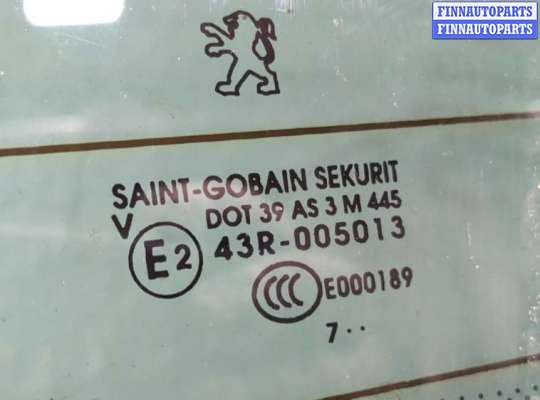 FINNAUTOPARTS
FINNAUTOPARTS
SAINT-GOBAIN SEKURIT
V DOT 39 AS 3 M 445
E2 43R-005013
CCC E000189
7··